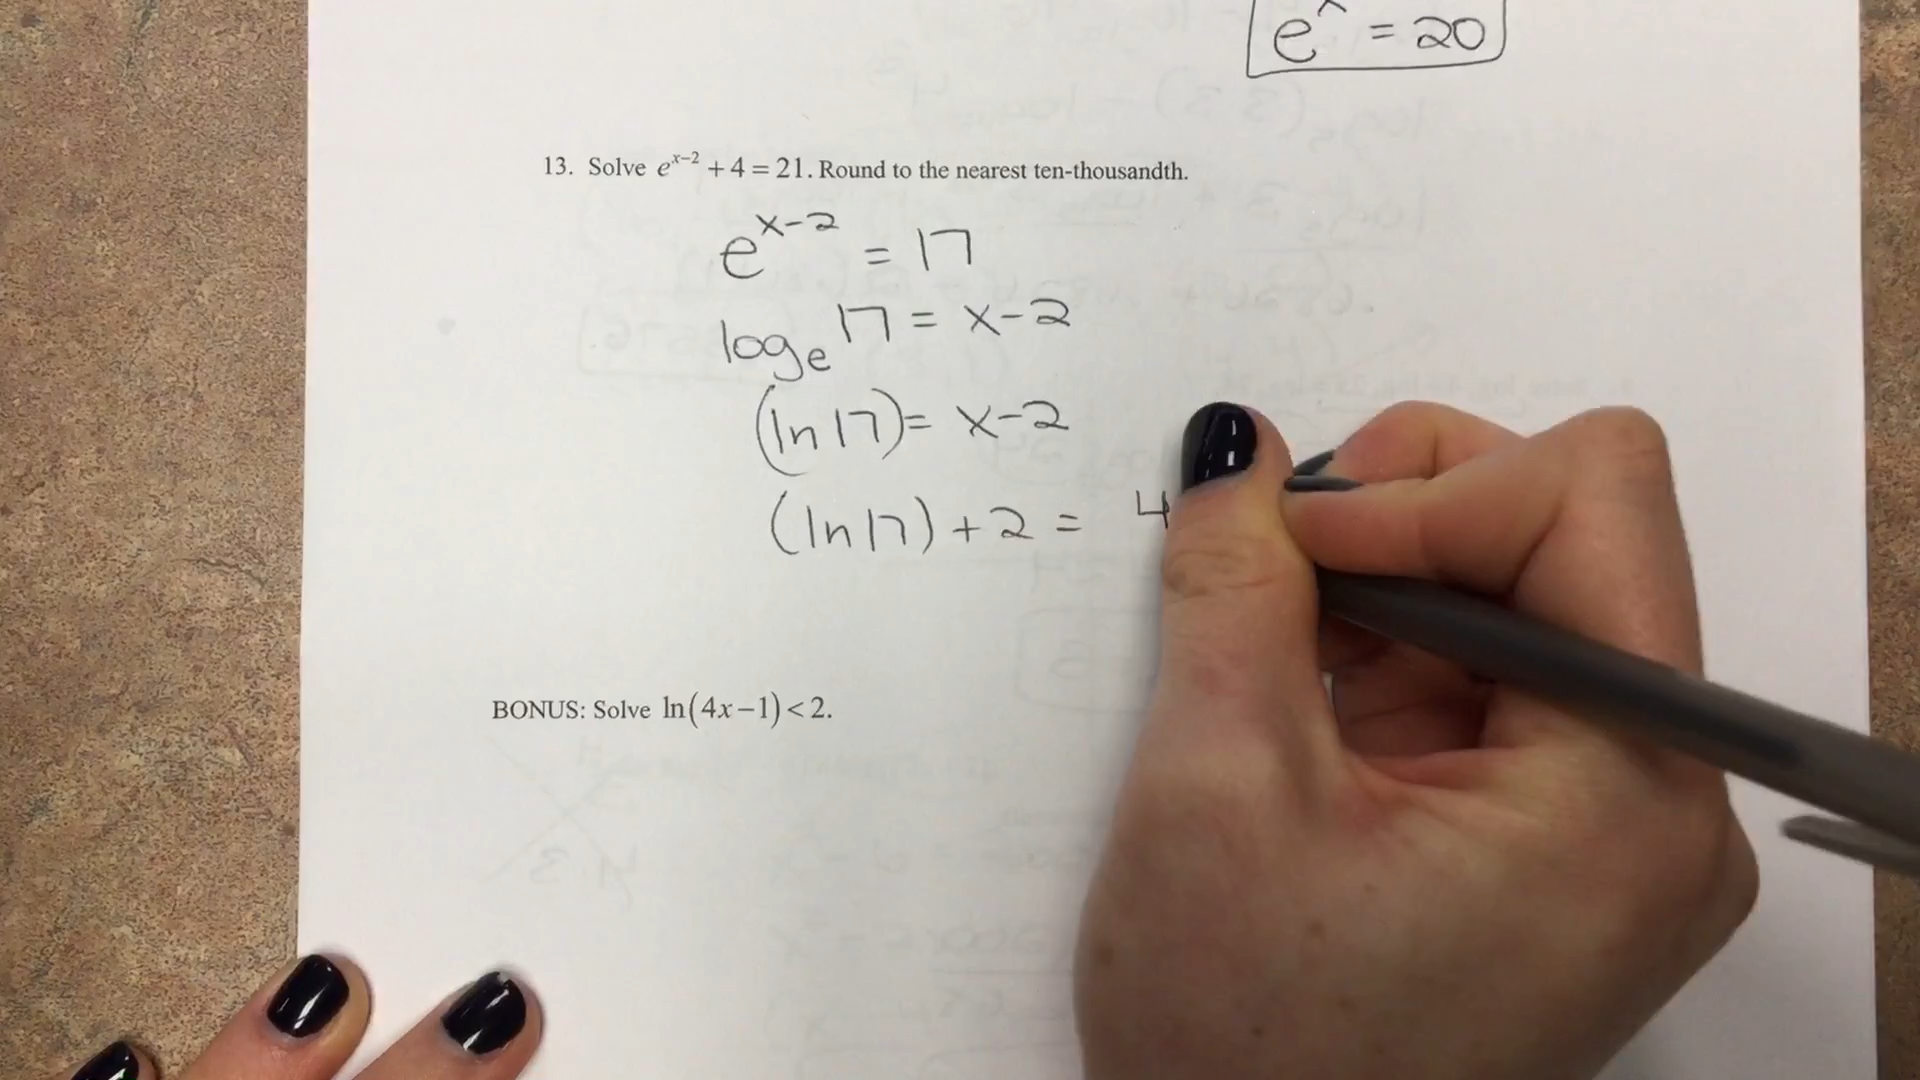 e^x = 20
13. Solve e^{x-2} + 4 = 21. Round to the nearest ten-thousandth.
e^{x-2} = 17
log_e 17 = x-2
(ln 17) = x-2
(ln 17) + 2 = 4
BONUS: Solve ln(4x-1) < 2.